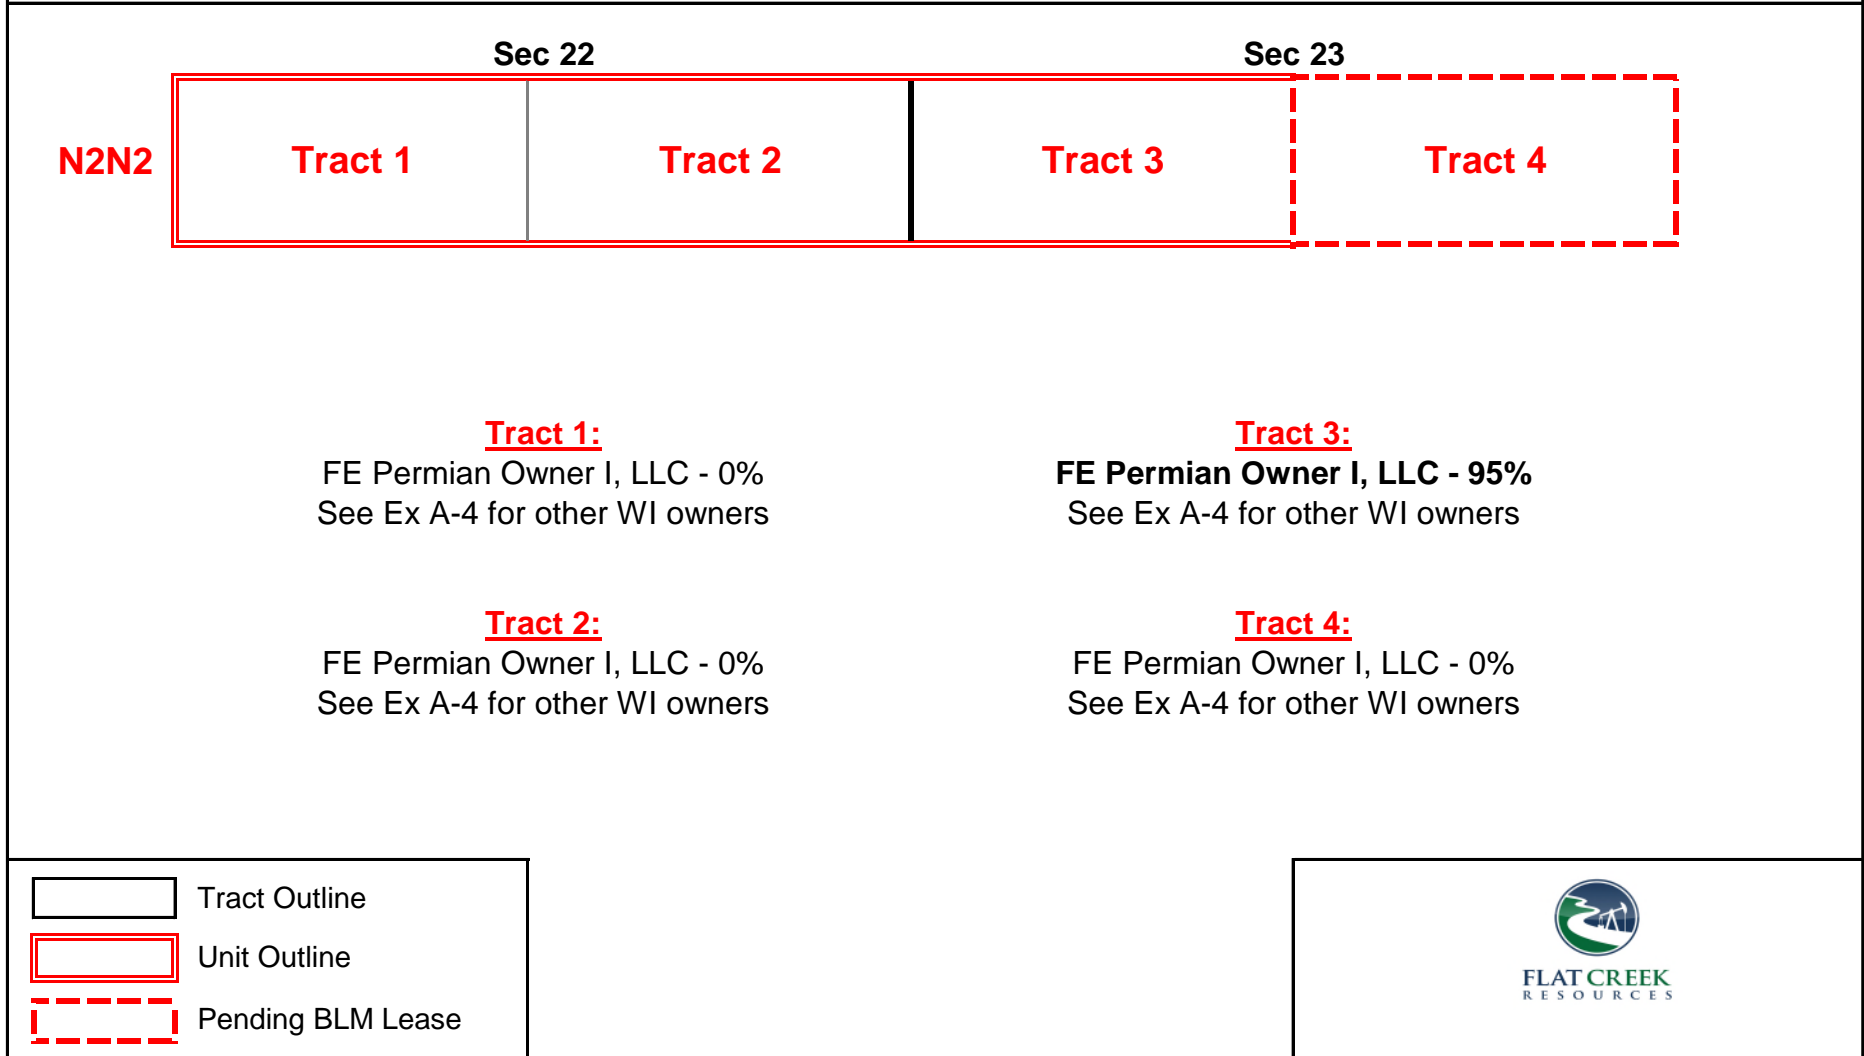 Sec 22
Sec 23
N2N2
Tract 1
Tract 2
Tract 3
Tract 4
Tract 1:
FE Permian Owner I, LLC - 0%
See Ex A-4 for other WI owners
Tract 3:
FE Permian Owner I, LLC - 95%
See Ex A-4 for other WI owners
Tract 2:
FE Permian Owner I, LLC - 0%
See Ex A-4 for other WI owners
Tract 4:
FE Permian Owner I, LLC - 0%
See Ex A-4 for other WI owners
Tract Outline
Unit Outline
Pending BLM Lease
FLAT CREEK
RESOURCES